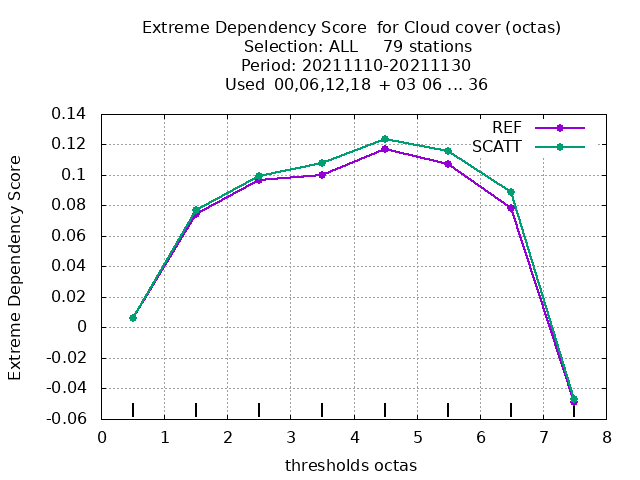 Extreme Dependency Score  for Cloud cover (octas)
Selection: ALL     79 stations
Period: 20211110-20211130
Used  00,06,12,18  + 03 06 ... 36
REF
SCATT
Extreme Dependency Score
0.14
0.12
0.1
0.08
0.06
0.04
0.02
0
-0.02
-0.04
-0.06
0 1 2 3 4 5 6 7 8
thresholds octas